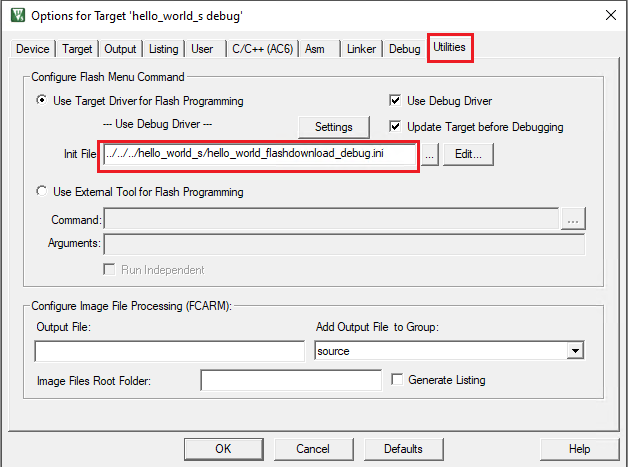 Options for Target 'hello_world_s debug'
Device Target Output Listing User C/C++ (AC6) Asm Linker Debug Utilities
Configure Flash Menu Command
Use Target Driver for Flash Programming Use Debug Driver
--- Use Debug Driver --- Settings Update Target before Debugging
Init File: ../../../hello_world_s/hello_world_flashdownload_debug.ini ... Edit...
Use External Tool for Flash Programming
Command: ...
Arguments:
Run Independent
Configure Image File Processing (FCARM):
Output File: Add Output File to Group:
source
Image Files Root Folder: Generate Listing
OK Cancel Defaults Help